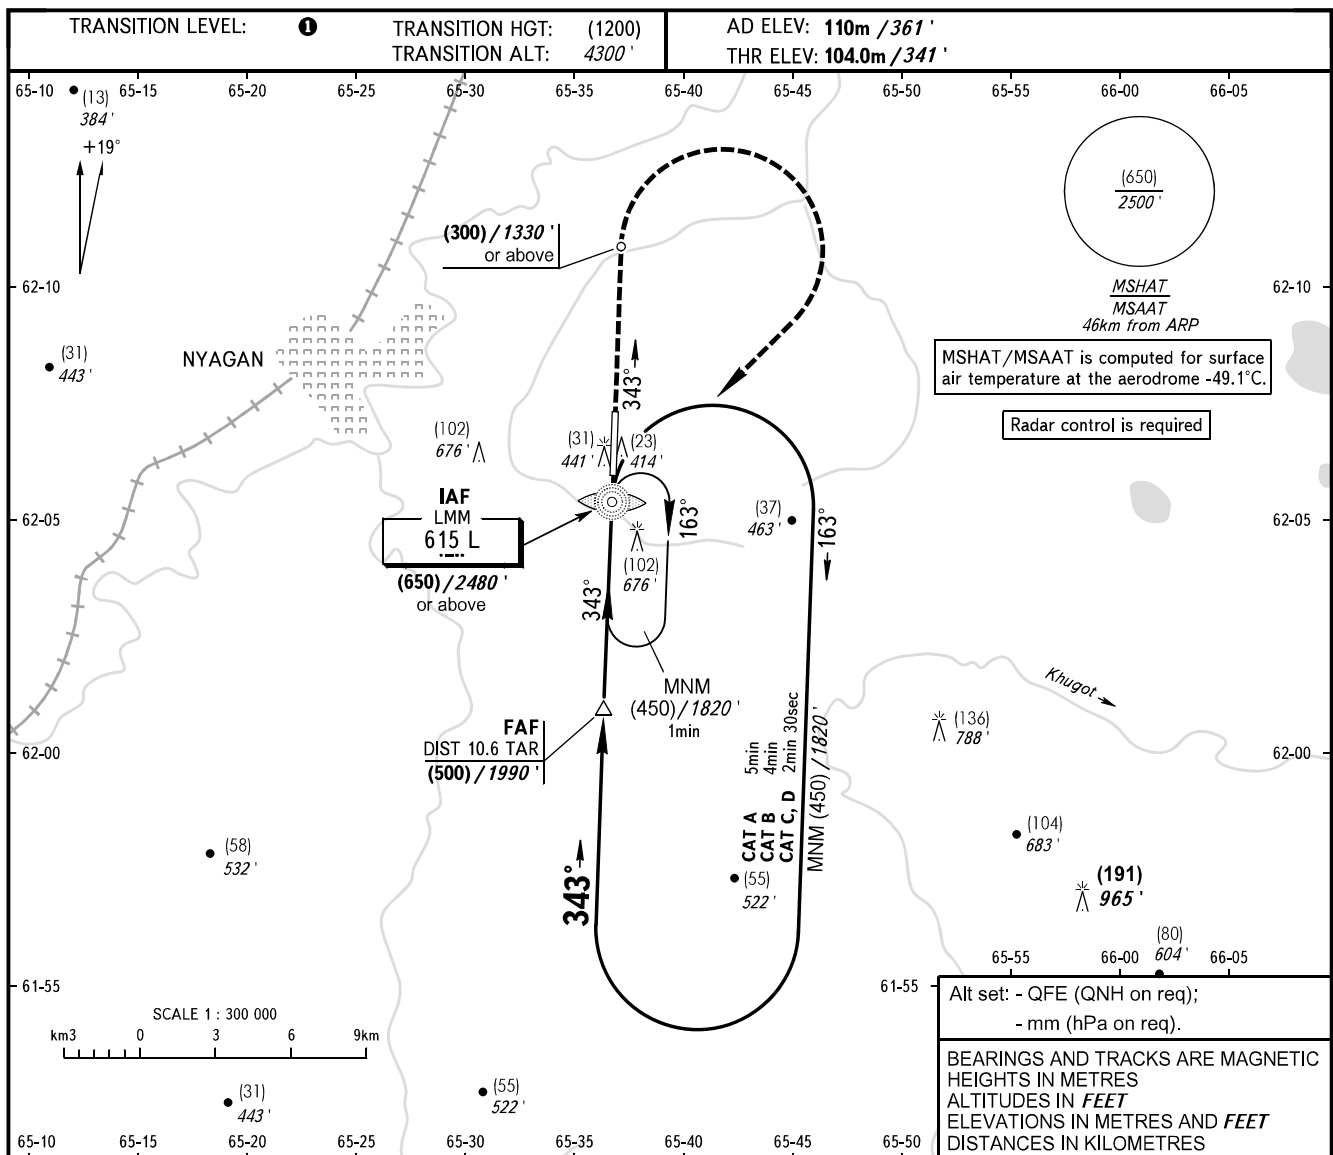 TRANSITION LEVEL: 1
TRANSITION HGT: (1200)
TRANSITION ALT: 4300 '
AD ELEV: 110m / 361 '
THR ELEV: 104.0m / 341 '
65-10 65-15 65-20 65-25 65-30 65-35 65-40 65-45 65-50 65-55 66-00 66-05
(13)
384 '
+19°
(650)
2500 '
MSHAT
MSAAT
46km from ARP
MSHAT/MSAAT is computed for surface
air temperature at the aerodrome -49.1°C.
Radar control is required
(300) / 1330 '
or above
62-10 62-10
(31)
443 '
NYAGAN
343°
(102)
676 '
(31)
441 '
(23)
414 '
IAF
LMM
615 L
(650) / 2480 '
or above
163°
(37)
463 '
163°
62-05 62-05
(102)
676 '
343°
MNM
(450) / 1820 '
1min
Khugot
FAF
DIST 10.6 TAR
(500) / 1990 '
(136)
788 '
62-00 62-00
CAT A 5min
CAT B 4min
CAT C, D 2min 30sec
MNM (450) / 1820 '
(58)
532 '
343°
(55)
522 '
(104)
683 '
(191)
965 '
(80)
604 '
65-55 66-00 66-05
61-55 61-55
SCALE 1 : 300 000
km3 0 3 6 9km
(31)
443 '
(55)
522 '
Alt set: - QFE (QNH on req);
- mm (hPa on req).
BEARINGS AND TRACKS ARE MAGNETIC
HEIGHTS IN METRES
ALTITUDES IN FEET
ELEVATIONS IN METRES AND FEET
DISTANCES IN KILOMETRES
65-10 65-15 65-20 65-25 65-30 65-35 65-40 65-45 65-50